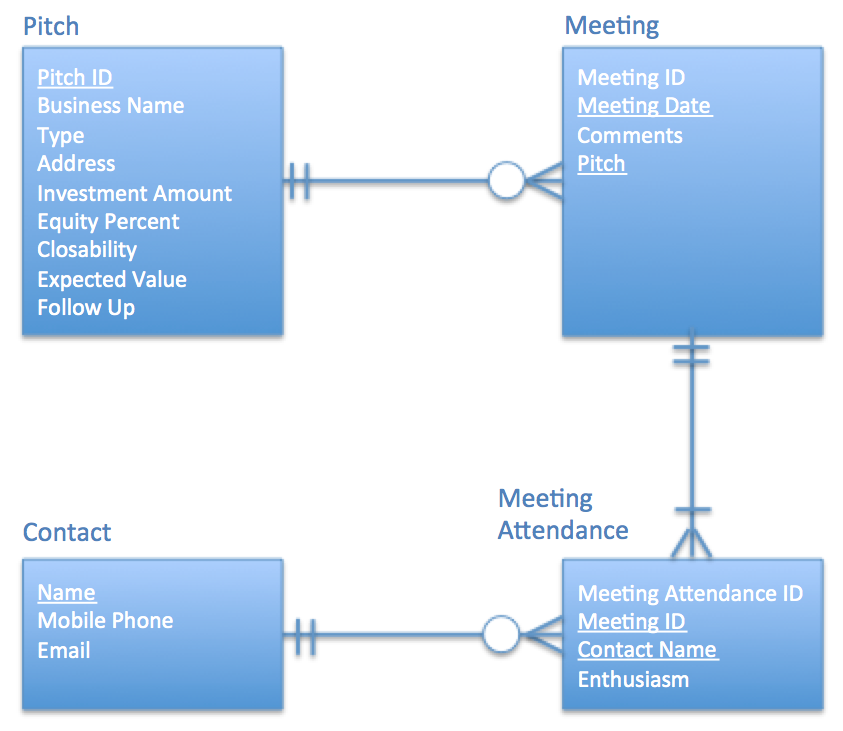 Pitch
Pitch ID
Business Name
Type
Address
Investment Amount
Equity Percent
Closability
Expected Value
Follow Up
Meeting
Meeting ID
Meeting Date
Comments
Pitch
Contact
Name
Mobile Phone
Email
Meeting
Attendance
Meeting Attendance ID
Meeting ID
Contact Name
Enthusiasm